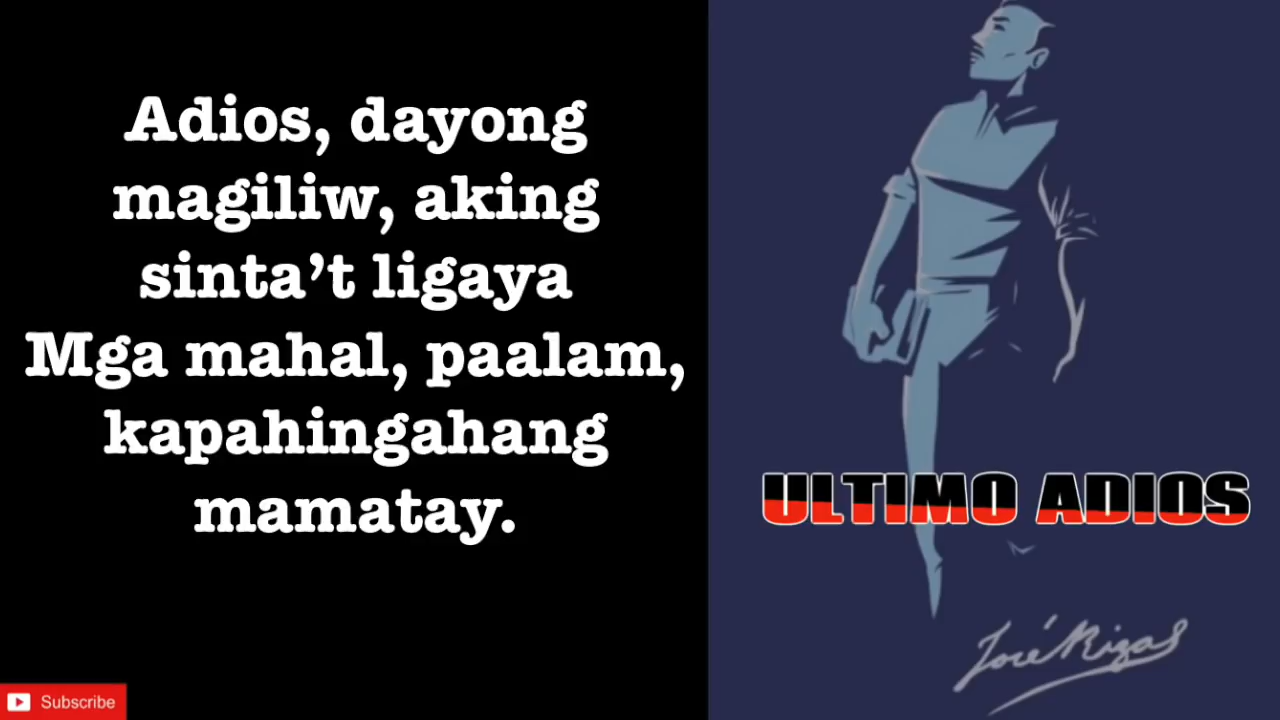 Adios, dayong
magiliw, aking
sinta’t ligaya
Mga mahal, paalam,
kapahingahang
mamatay.
ULTIMO ADIOS
José Rizal
Subscribe